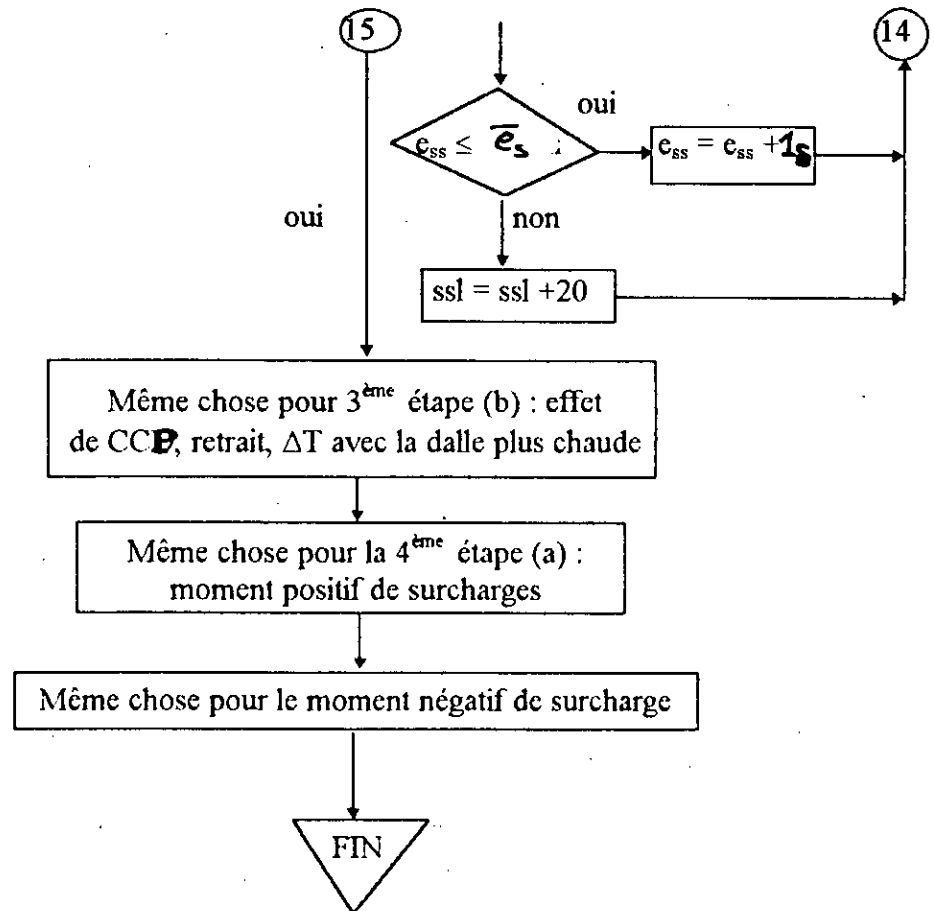 15
14
oui
e_ss ≤ e̅_s
e_ss = e_ss +1
oui
non
ssl = ssl +20
Même chose pour 3ème étape (b) : effet
de CCP, retrait, ΔT avec la dalle plus chaude
Même chose pour la 4ème étape (a) :
moment positif de surcharges
Même chose pour le moment négatif de surcharge
FIN